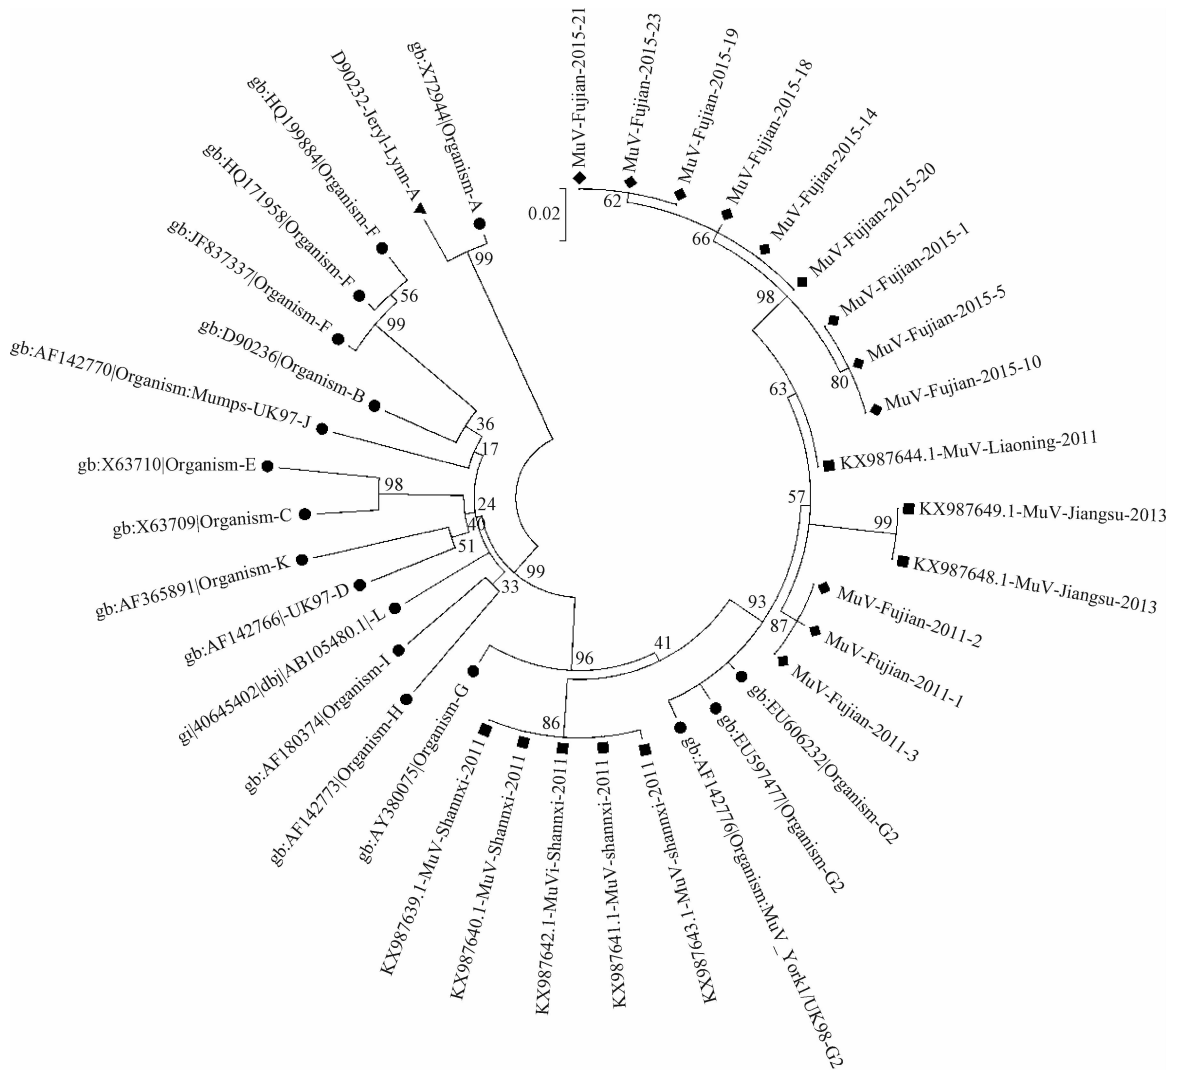 MuV-Fujian-2015-21
MuV-Fujian-2015-23
MuV-Fujian-2015-19
MuV-Fujian-2015-18
MuV-Fujian-2015-14
MuV-Fujian-2015-20
MuV-Fujian-2015-1
MuV-Fujian-2015-5
MuV-Fujian-2015-10
KX987644.1-MuV-Liaoning-2011
KX987649.1-MuV-Jiangsu-2013
KX987648.1-MuV-Jiangsu-2013
MuV-Fujian-2011-2
MuV-Fujian-2011-1
MuV-Fujian-2011-3
gb:EU606232|Organism-G2
gb:EU597477|Organism-G2
gb:AF142776|Organism:MuV_York1/UK98-G2
KX987643.1-MuV-shannxi-2011
KX987641.1-MuV-shannxi-2011
KX987642.1-MuVi-Shannxi-2011
KX987640.1-MuV-Shannxi-2011
KX987639.1-MuV-Shannxi-2011
gb:AY380075|Organism-G
gb:AF142773|Organism-H
gb:AF180374|Organism-I
gi|40645402|dbj|AB105480.1|-L
gb:AF142766|-UK97-D
gb:AF365891|Organism-K
gb:X63709|Organism-C
gb:X63710|Organism-E
gb:AF142770|Organism:Mumps-UK97-J
gb:D90236|Organism-B
gb:JF837337|Organism-F
gb:HQ171958|Organism-F
gb:HQ199884|Organism-F
D90232-Jeryl-Lynn-A
gb:X72944|Organism-A
0.02
62
66
98
80
63
57
99
87
93
41
96
86
99
33
40
51
24
98
17
36
99
56
99